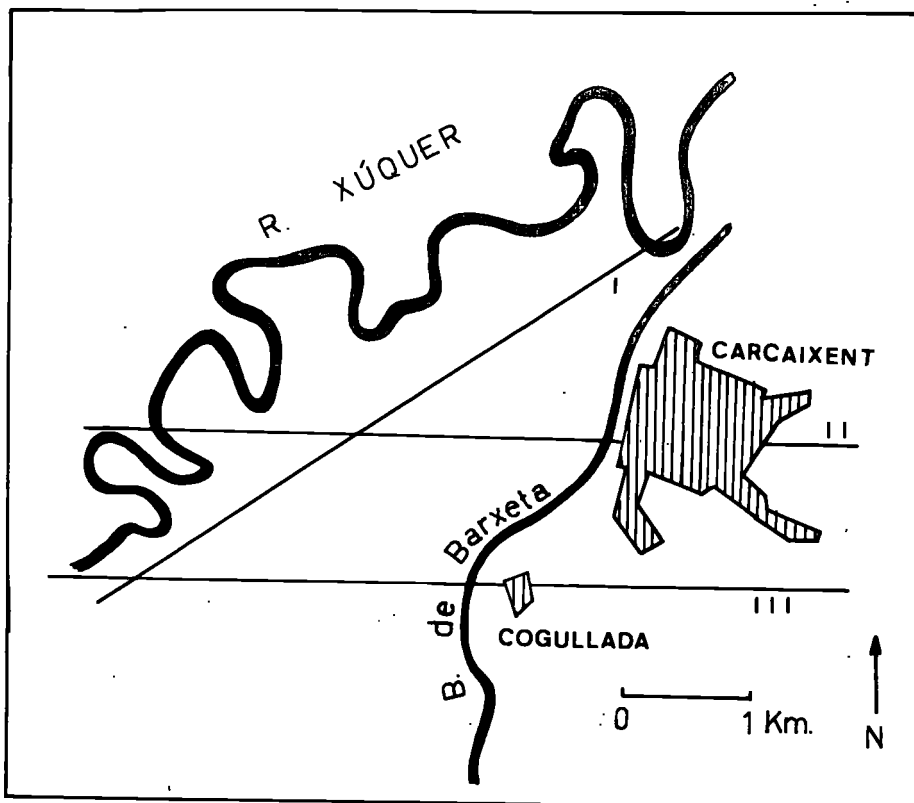 R. XÚQUER
I
CARCAIXENT
II
B. de Barxeta
III
COGULLADA
0 1 Km.
N